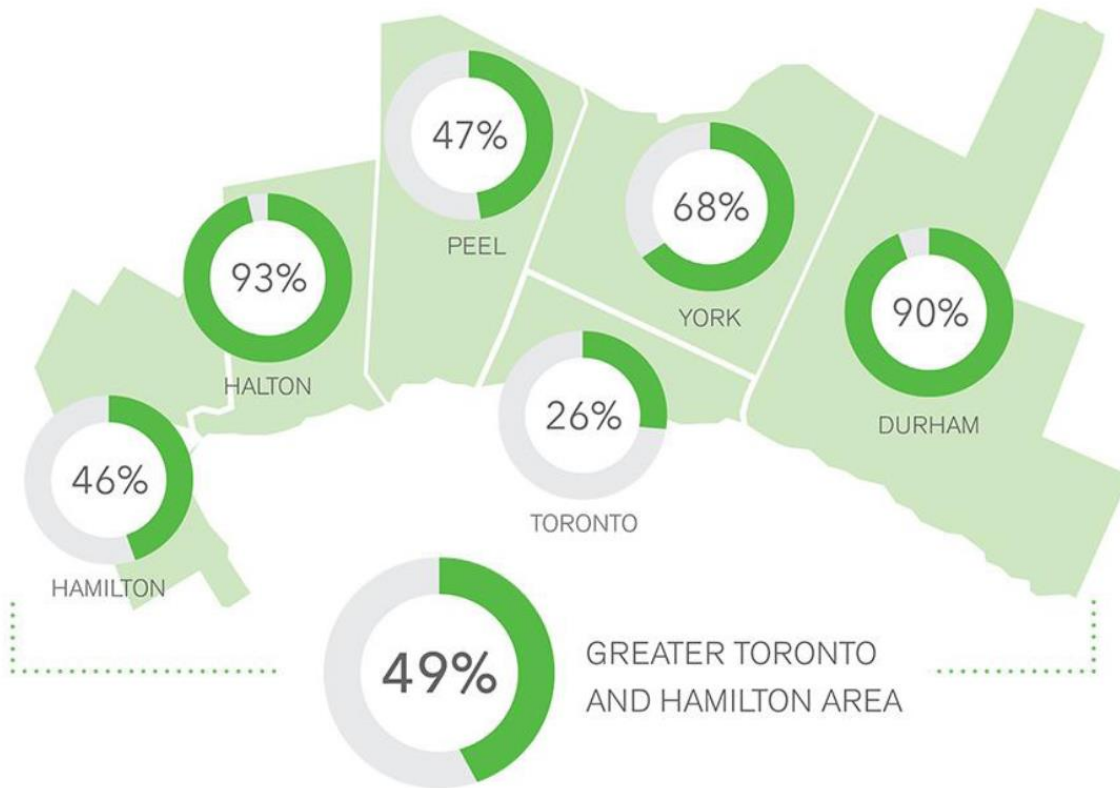 47%
PEEL
68%
YORK
93%
HALTON
90%
DURHAM
26%
TORONTO
46%
HAMILTON
49%
GREATER TORONTO
AND HAMILTON AREA